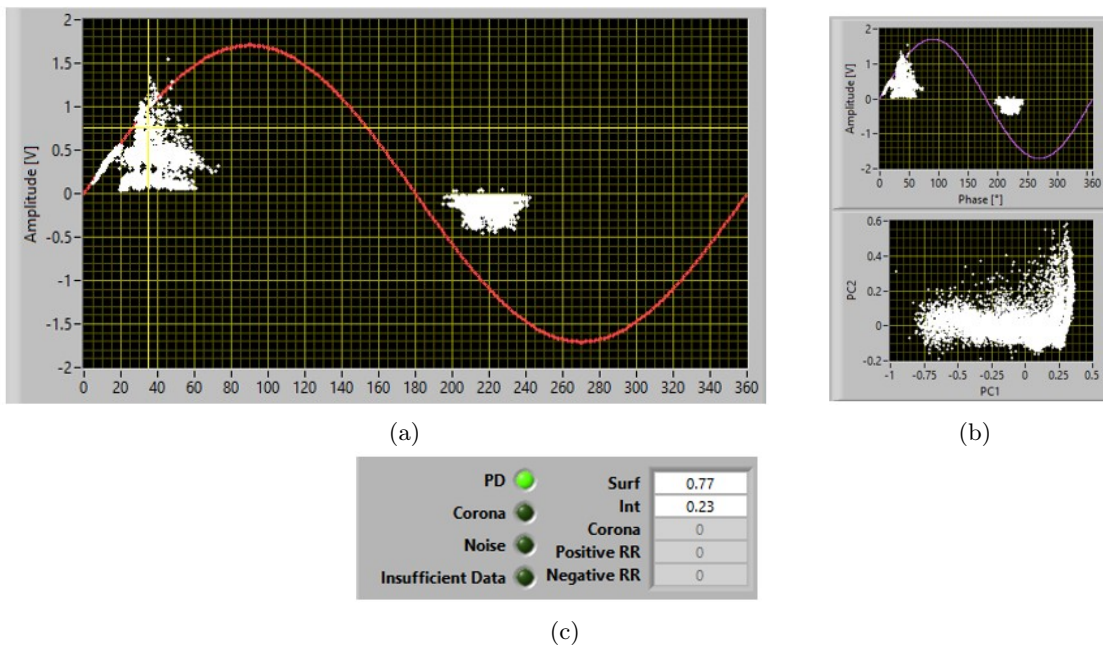 Amplitude [V]
2
1.5
1
0.5
0
-0.5
-1
-1.5
-2
0 20 40 60 80 100 120 140 160 180 200 220 240 260 280 300 320 340 360
(a)
Amplitude [V]
2
1
0
-1
-2
0 50 100 150 200 250 300 360
Phase [°]
PC2
0.6
0.4
0.2
0
-0.2
-1 -0.75 -0.5 -0.25 0 0.25 0.5
PC1
(b)
PD Surf 0.77
Corona Int 0.23
Noise Corona 0
Insufficient Data Positive RR 0
Negative RR 0
(c)